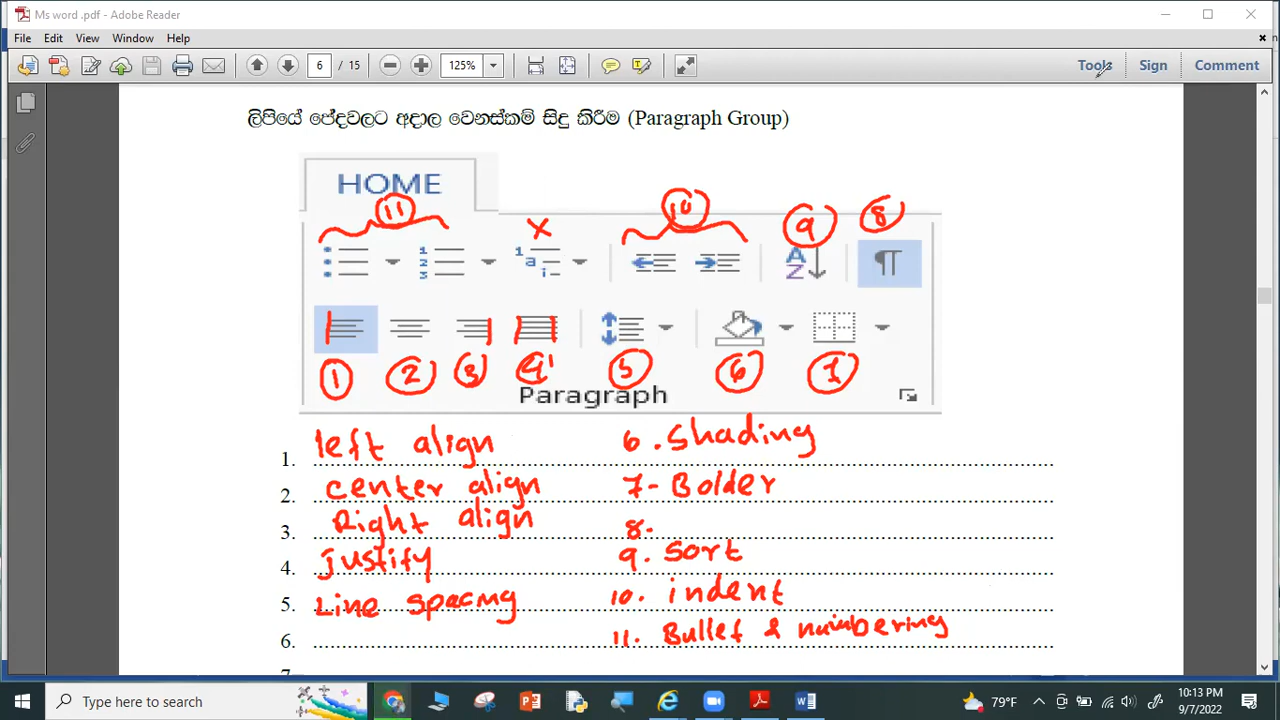 Ms word .pdf - Adobe Reader
File Edit View Window Help
6 / 15 125% Tools Sign Comment
ලිපියේ පේදවලට අදාල වෙනස්කම් සිදු කිරීම (Paragraph Group)
HOME
11 x 10 9 8
1 2 3 4 5 6 7
Paragraph
1. left align 6. Shading
2. center align 7- Bolder
3. Right align 8.
4. justify 9. Sort
5. Line spacing 10. indent
6. 11. Bullet & numbering
7
Type here to search 79°F 10:13 PM
9/7/2022